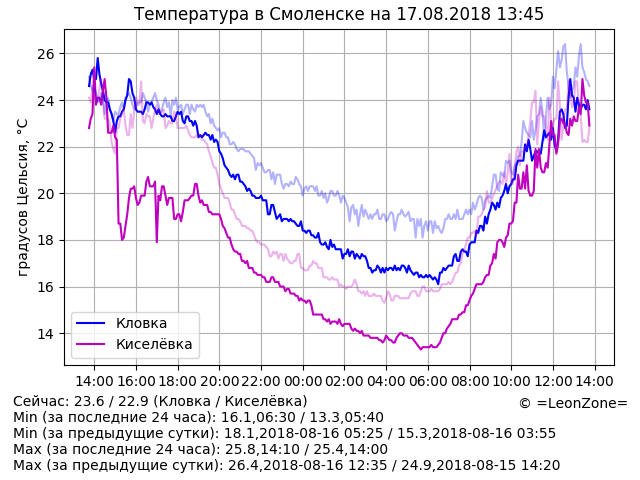 Температура в Смоленске на 17.08.2018 13:45
градусов Цельсия, °C
26
24
22
20
18
16
14
Кловка
Киселёвка
14:00 16:00 18:00 20:00 22:00 00:00 02:00 04:00 06:00 08:00 10:00 12:00 14:00
Сейчас: 23.6 / 22.9 (Кловка / Киселёвка)
© =LeonZone=
Min (за последние 24 часа): 16.1,06:30 / 13.3,05:40
Min (за предыдущие сутки): 18.1,2018-08-16 05:25 / 15.3,2018-08-16 03:55
Max (за последние 24 часа): 25.8,14:10 / 25.4,14:00
Max (за предыдущие сутки): 26.4,2018-08-16 12:35 / 24.9,2018-08-15 14:20